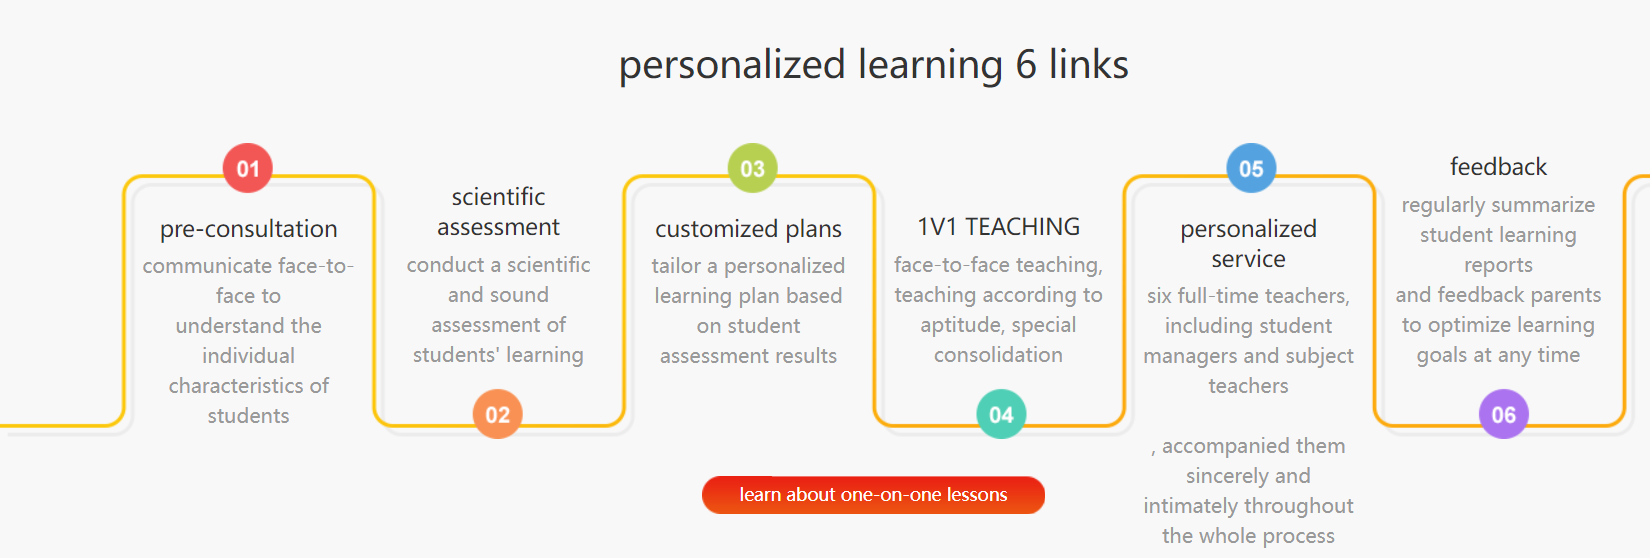 personalized learning 6 links
01
pre-consultation
communicate face-to-
face to
understand the
individual
characteristics of
students
scientific
assessment
conduct a scientific
and sound
assessment of
students' learning
02
03
customized plans
tailor a personalized
learning plan based
on student
assessment results
1V1 TEACHING
face-to-face teaching,
teaching according to
aptitude, special
consolidation
04
05
personalized
service
six full-time teachers,
including student
managers and subject
teachers
, accompanied them
sincerely and
intimately throughout
the whole process
feedback
regularly summarize
student learning
reports
and feedback parents
to optimize learning
goals at any time
06
learn about one-on-one lessons